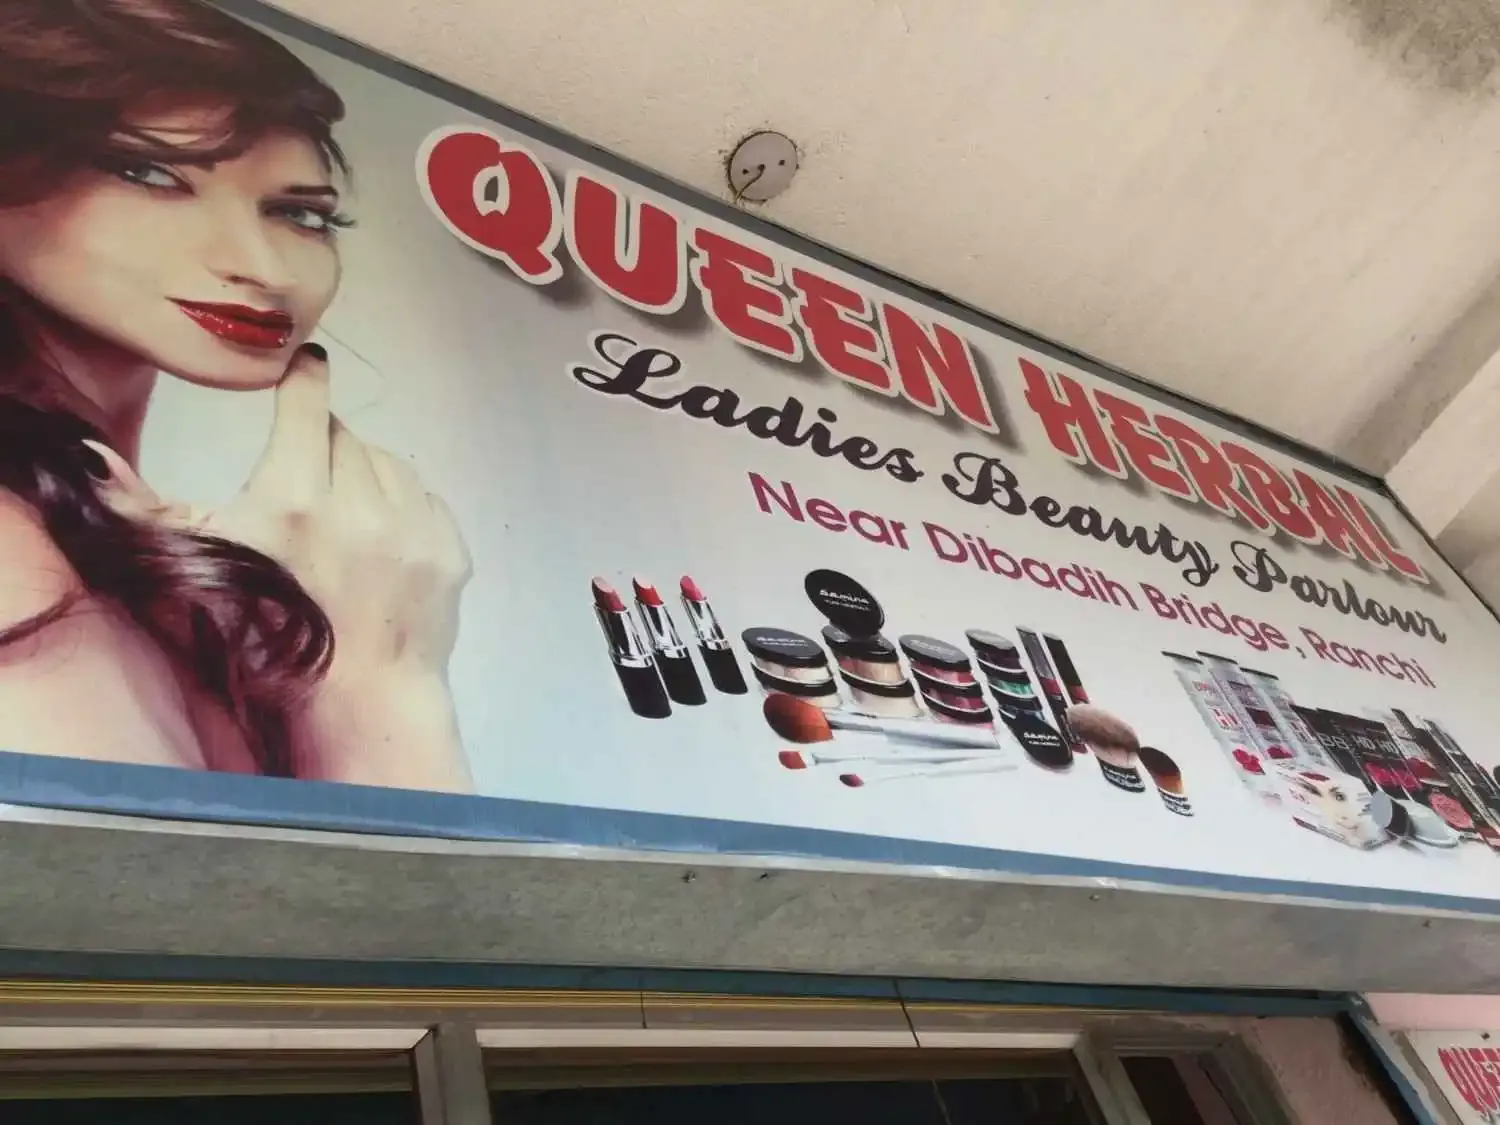 QUEEN HERBAL
Ladies Beauty Parlour
Near Dibadih Bridge, Ranchi